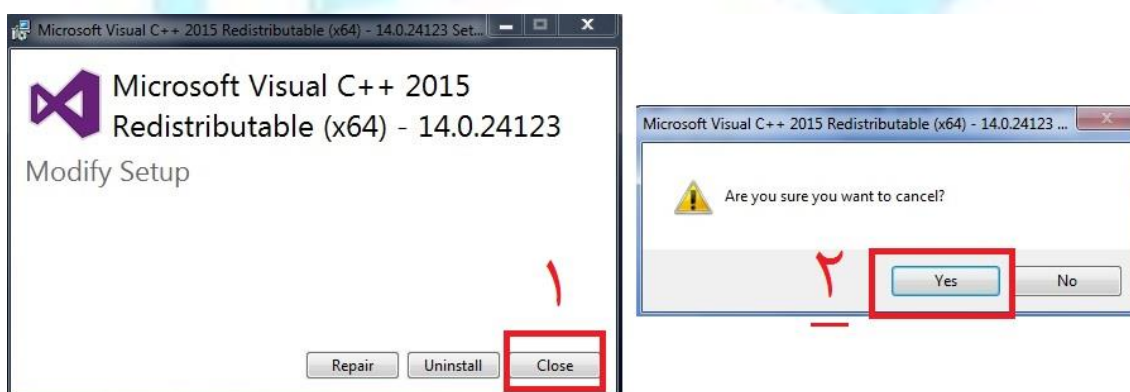 Microsoft Visual C++ 2015 Redistributable (x64) - 14.0.24123 Set...
Microsoft Visual C++ 2015
Redistributable (x64) - 14.0.24123
Modify Setup
۱
Repair Uninstall Close
Microsoft Visual C++ 2015 Redistributable (x64) - 14.0.24123 ...
Are you sure you want to cancel?
۲
Yes No